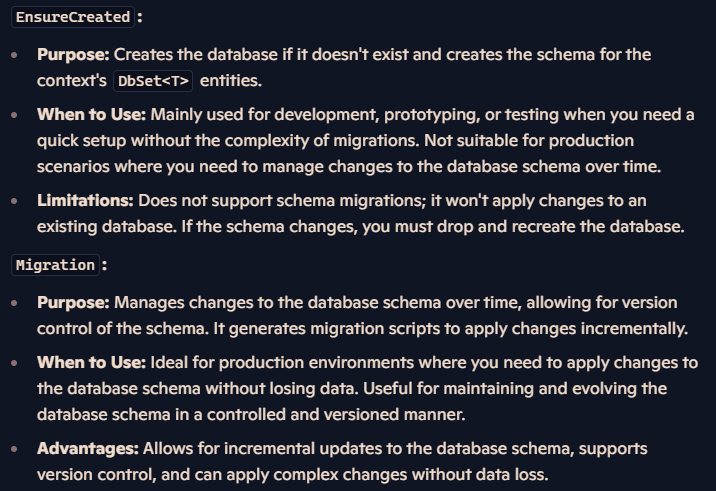 EnsureCreated:
• Purpose: Creates the database if it doesn't exist and creates the schema for the
context's DbSet<T> entities.
• When to Use: Mainly used for development, prototyping, or testing when you need a
quick setup without the complexity of migrations. Not suitable for production
scenarios where you need to manage changes to the database schema over time.
• Limitations: Does not support schema migrations; it won't apply changes to an
existing database. If the schema changes, you must drop and recreate the database.
Migration:
• Purpose: Manages changes to the database schema over time, allowing for version
control of the schema. It generates migration scripts to apply changes incrementally.
• When to Use: Ideal for production environments where you need to apply changes to
the database schema without losing data. Useful for maintaining and evolving the
database schema in a controlled and versioned manner.
• Advantages: Allows for incremental updates to the database schema, supports
version control, and can apply complex changes without data loss.